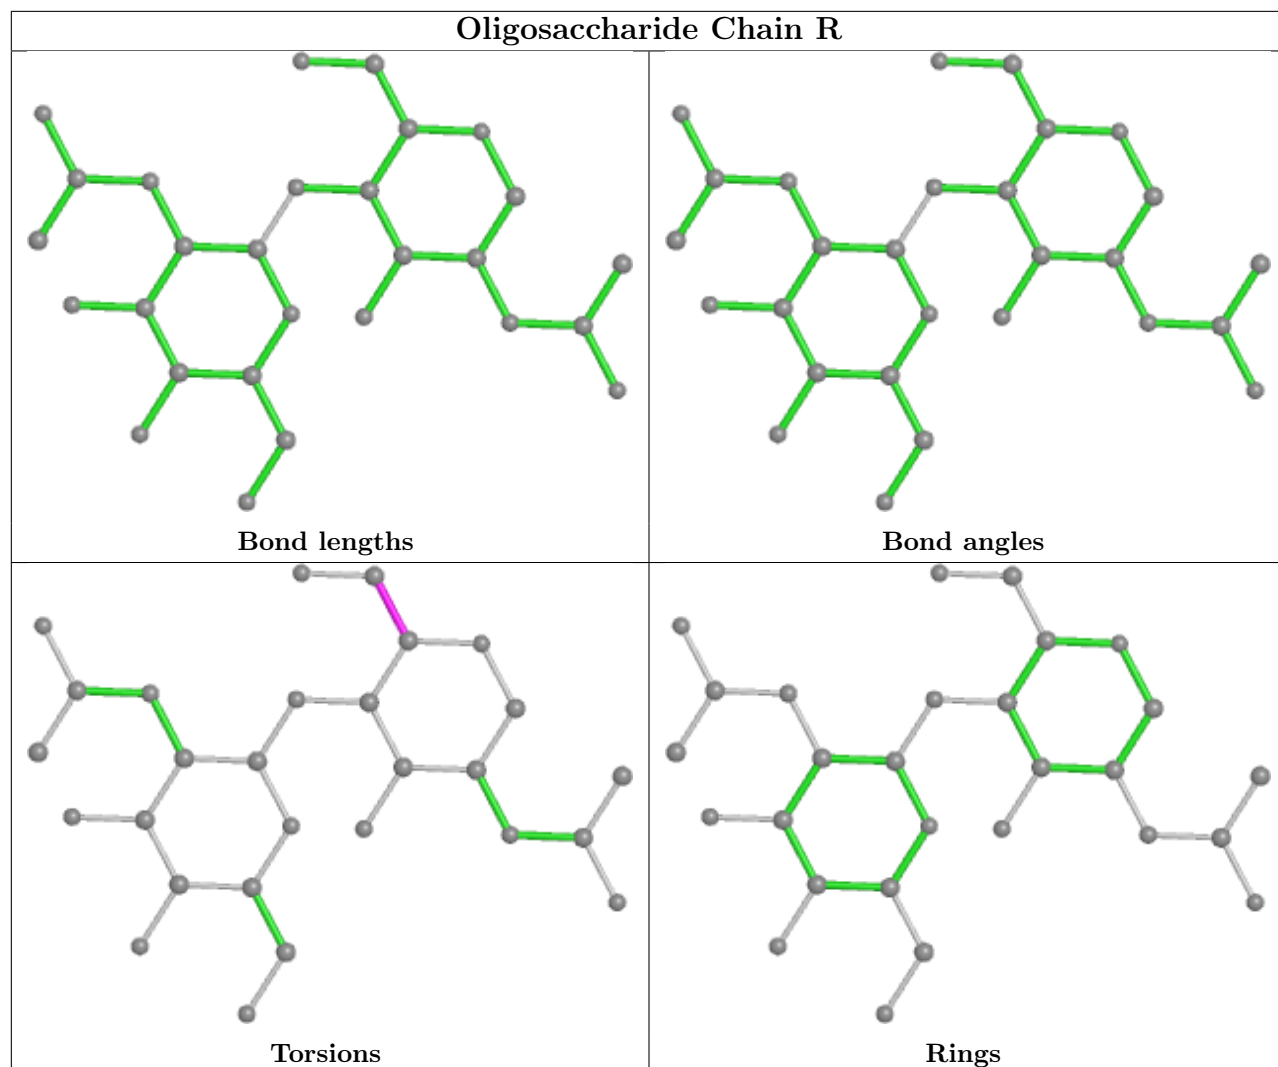 Oligosaccharide Chain R
Bond lengths
Bond angles
Torsions
Rings